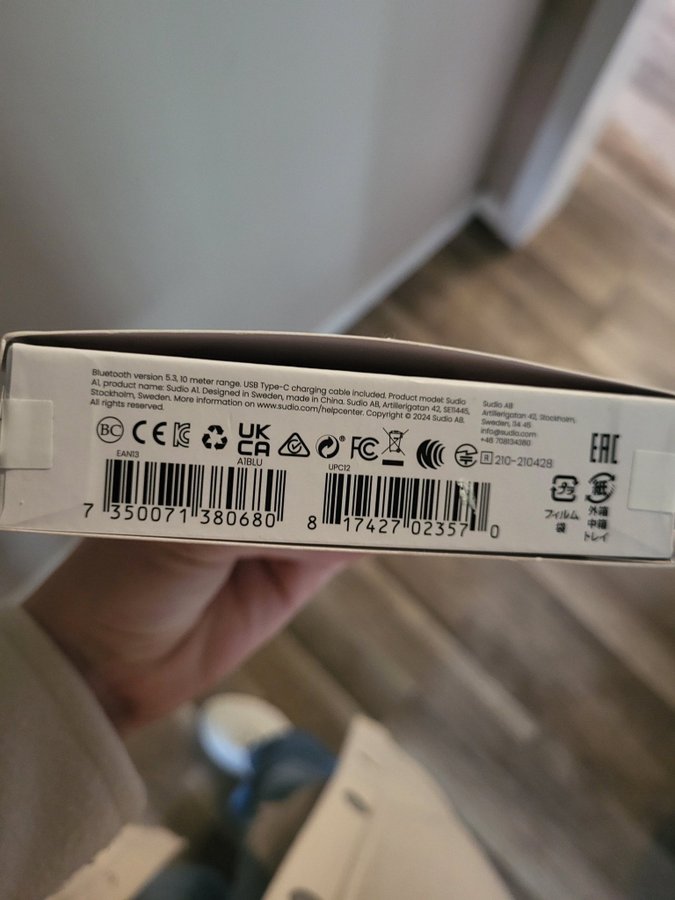 Bluetooth version 5.3, 10 meter range. USB Type-C charging cable included. Product model: Sudio
A1, product name: Sudio A1. Designed in Sweden, made in China. Sudio AB, Artillerigatan 42, SE11445,
Stockholm, Sweden. More information on www.sudio.com/helpcenter. Copyright © 2024 Sudio AB.
All rights reserved.
Sudio AB
Artillerigatan 42, Stockholm,
Sweden, 114 45
info@sudio.com
+46 708134380
BC CE UK CA FC R 210-210428 EAC
EAN13 A1BLU UPC12
7 350071 380680 8 17427 02357 0
プラ 紙
フィルム 外箱
袋 中箱
トレイ